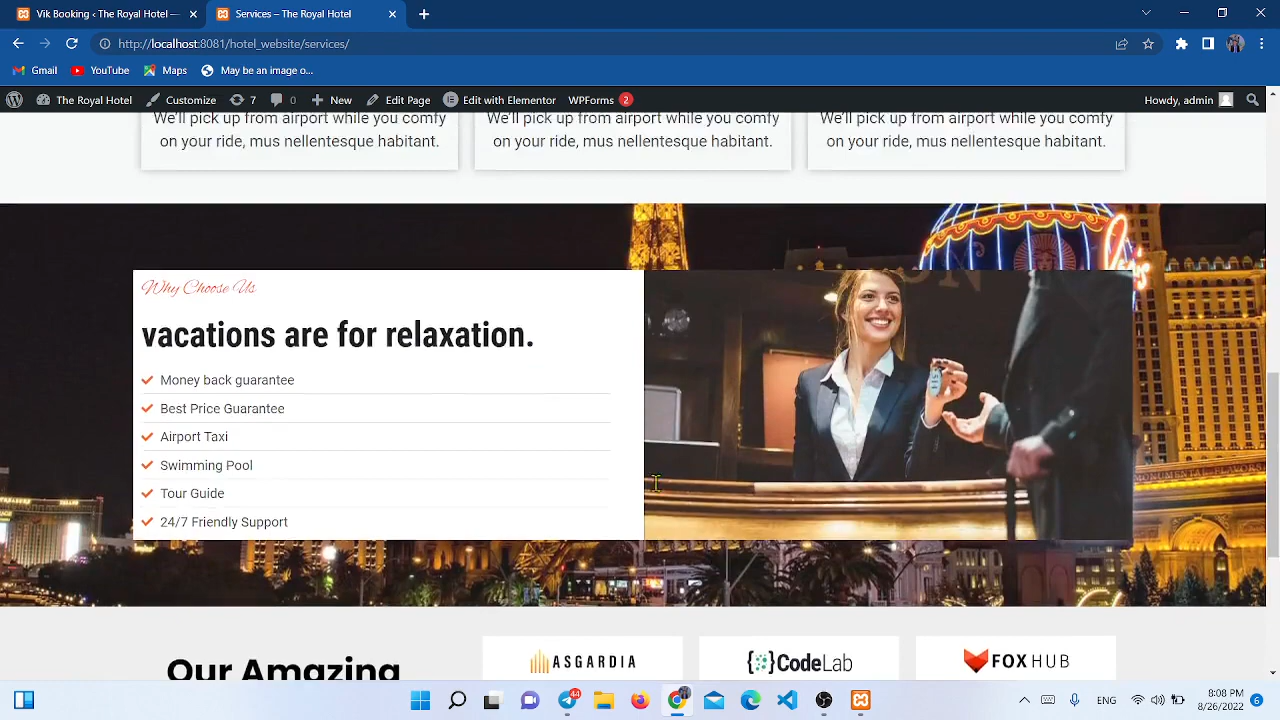 Vik Booking ‹ The Royal Hotel —
Services – The Royal Hotel
http://localhost:8081/hotel_website/services/
Gmail
YouTube
Maps
May be an image o...
The Royal Hotel
Customize
7
0
New
Edit Page
Edit with Elementor
WPForms 2
Howdy, admin
We'll pick up from airport while you comfy
on your ride, mus nellentesque habitant.
We'll pick up from airport while you comfy
on your ride, mus nellentesque habitant.
We'll pick up from airport while you comfy
on your ride, mus nellentesque habitant.
Why Choose Us
vacations are for relaxation.
Money back guarantee
Best Price Guarantee
Airport Taxi
Swimming Pool
Tour Guide
24/7 Friendly Support
Our Amazing
ASGARDIA
{}CodeLab
FOX HUB
44
ENG
8:08 PM
8/26/2022
6